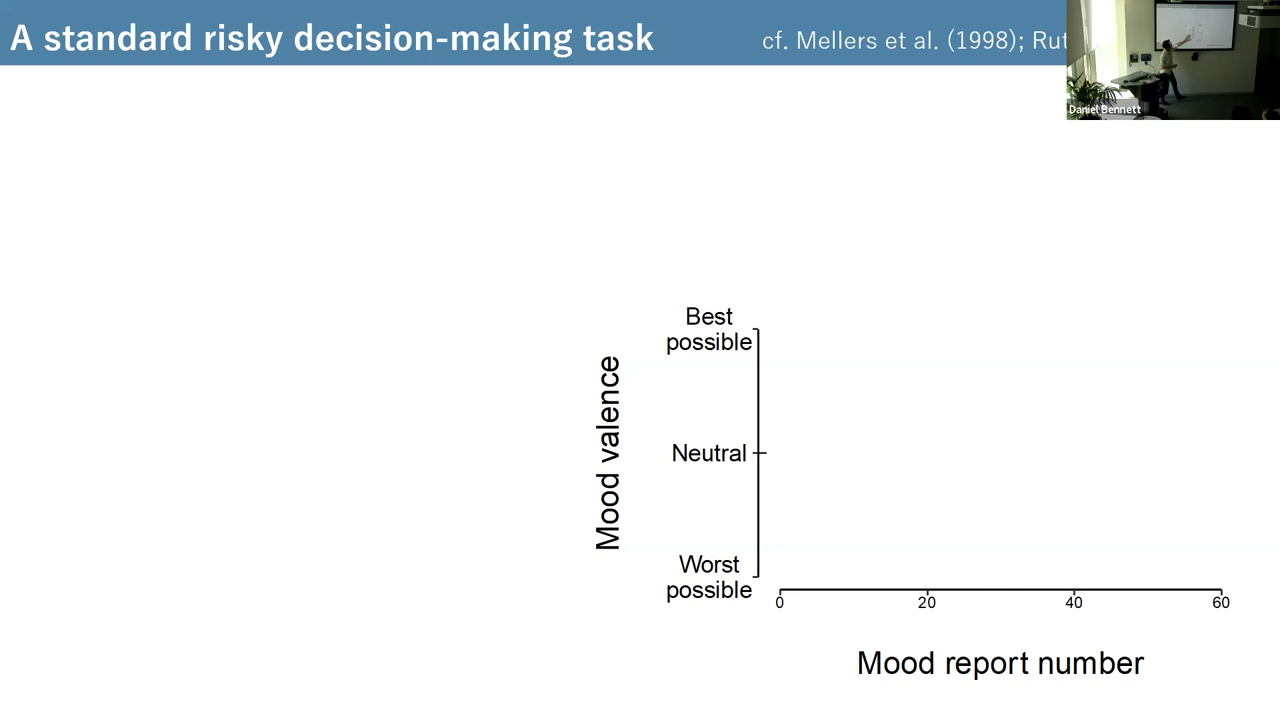 A standard risky decision-making task
cf. Mellers et al. (1998);
Daniel Bennett
Best
possible
Neutral
Worst
possible
Mood valence
0 20 40 60
Mood report number